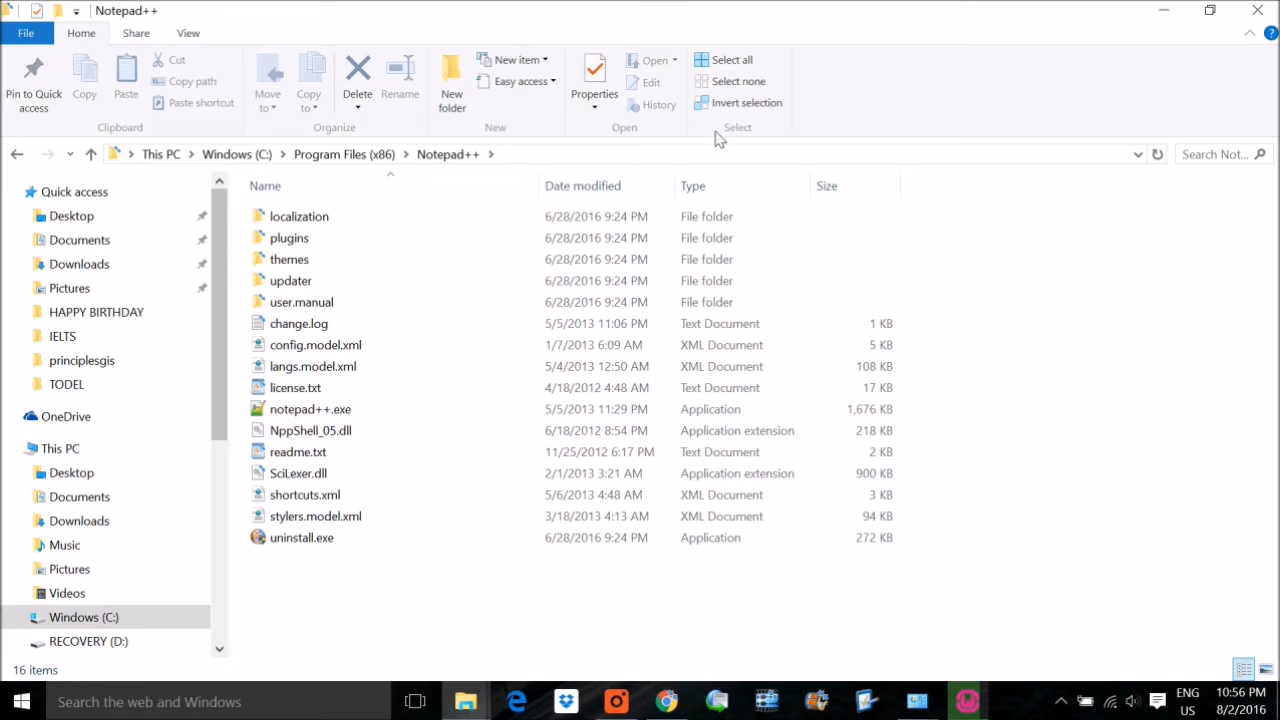 Notepad++
File Home Share View
Pin to Quick access
Copy
Paste
Cut
Copy path
Paste shortcut
Clipboard
Move to
Copy to
Delete
Rename
Organize
New folder
New item
Easy access
New
Properties
Open
Edit
History
Open
Select all
Select none
Invert selection
Select
This PC Windows (C:) Program Files (x86) Notepad++
Search Not...
Quick access
Desktop
Documents
Downloads
Pictures
HAPPY BIRTHDAY
IELTS
principlesgis
TODEL
OneDrive
This PC
Desktop
Documents
Downloads
Music
Pictures
Videos
Windows (C:)
RECOVERY (D:)
Name Date modified Type Size
localization 6/28/2016 9:24 PM File folder
plugins 6/28/2016 9:24 PM File folder
themes 6/28/2016 9:24 PM File folder
updater 6/28/2016 9:24 PM File folder
user.manual 6/28/2016 9:24 PM File folder
change.log 5/5/2013 11:06 PM Text Document 1 KB
config.model.xml 1/7/2013 6:09 AM XML Document 5 KB
langs.model.xml 5/4/2013 12:50 AM XML Document 108 KB
license.txt 4/18/2012 4:48 AM Text Document 17 KB
notepad++.exe 5/5/2013 11:29 PM Application 1,676 KB
NppShell_05.dll 6/18/2012 8:54 PM Application extension 218 KB
readme.txt 11/25/2012 6:17 PM Text Document 2 KB
SciLexer.dll 2/1/2013 3:21 AM Application extension 900 KB
shortcuts.xml 5/6/2013 4:48 AM XML Document 3 KB
stylers.model.xml 3/18/2013 4:13 AM XML Document 94 KB
uninstall.exe 6/28/2016 9:24 PM Application 272 KB
16 items
Search the web and Windows
ENG
US
10:56 PM
8/2/2016